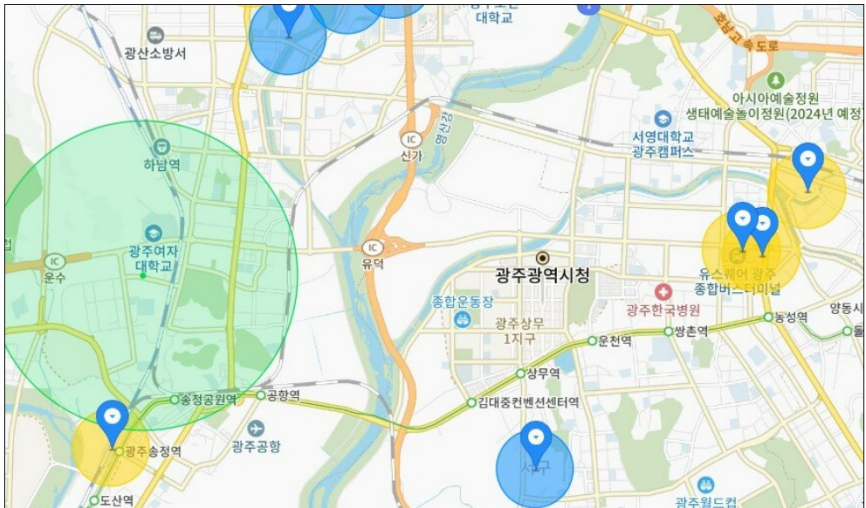 대학교
광산소방서
호남고속도로
아시아예술정원
생태예술놀이정원(2024년 예정
하남역
IC
신가
영산강
서영대학교
광주캠퍼스
광주여자
대학교
IC
운수
IC
유덕
광주광역시청
유스퀘어 광주
종합버스터미널
종합운동장
광주한국병원
광주상무
1지구
양동시
농성역
쌍촌역
운천역
돌
상무역
김대중컨벤션센터역
송정공원역
공항역
광주공항
광주송정역
서구
도산역
광주월드컵